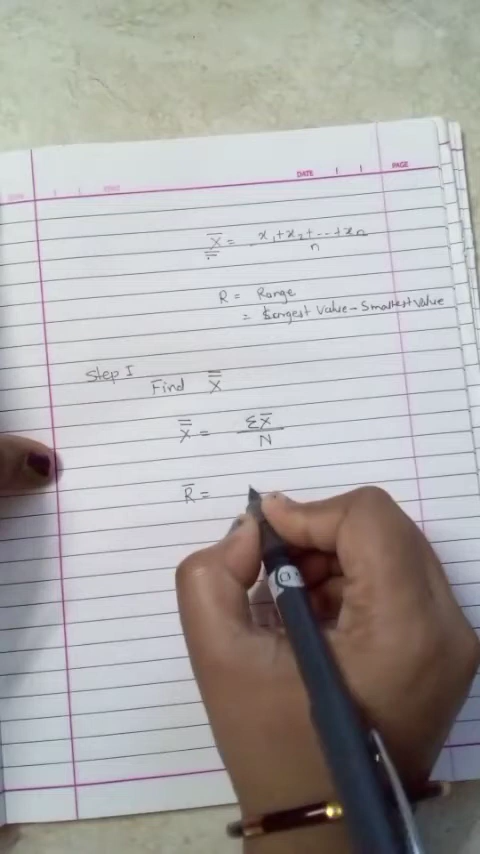 DATE
PAGE
X̄ = x₁+x₂+...+xn
n
R = Range
= Largest Value - Smallest Value
Step I
Find X̿
X̿ = ΣX̄
N
R̄ =